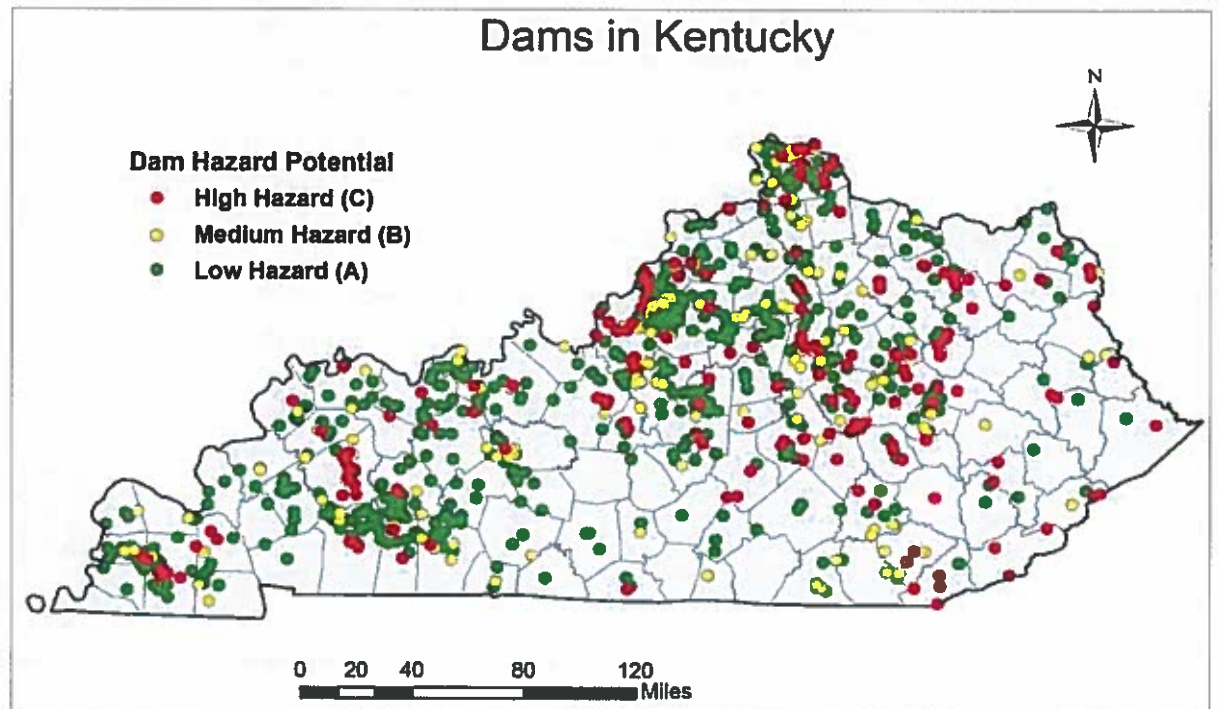 Dams in Kentucky
N
Dam Hazard Potential
High Hazard (C)
Medium Hazard (B)
Low Hazard (A)
0 20 40 80 120
Miles